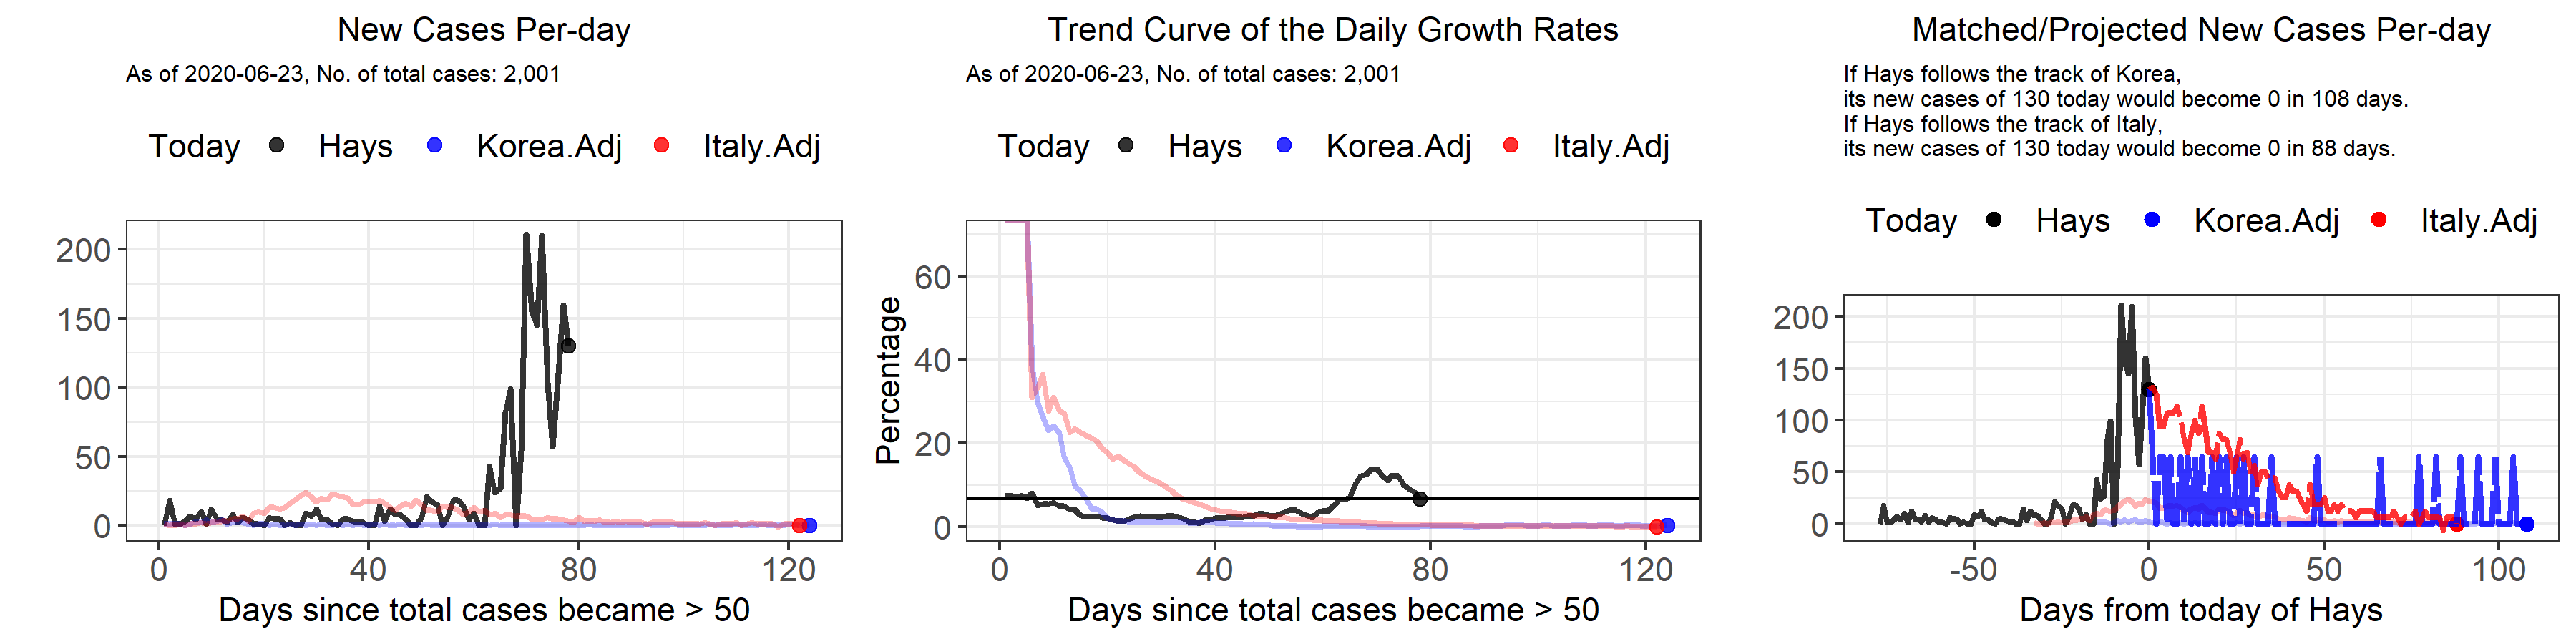 New Cases Per-day
As of 2020-06-23, No. of total cases: 2,001
Today Hays Korea.Adj Italy.Adj
200
150
100
50
0
0 40 80 120
Days since total cases became > 50
Trend Curve of the Daily Growth Rates
As of 2020-06-23, No. of total cases: 2,001
Today Hays Korea.Adj Italy.Adj
Percentage
60
40
20
0
0 40 80 120
Days since total cases became > 50
Matched/Projected New Cases Per-day
If Hays follows the track of Korea,
its new cases of 130 today would become 0 in 108 days.
If Hays follows the track of Italy,
its new cases of 130 today would become 0 in 88 days.
Today Hays Korea.Adj Italy.Adj
200
150
100
50
0
-50 0 50 100
Days from today of Hays